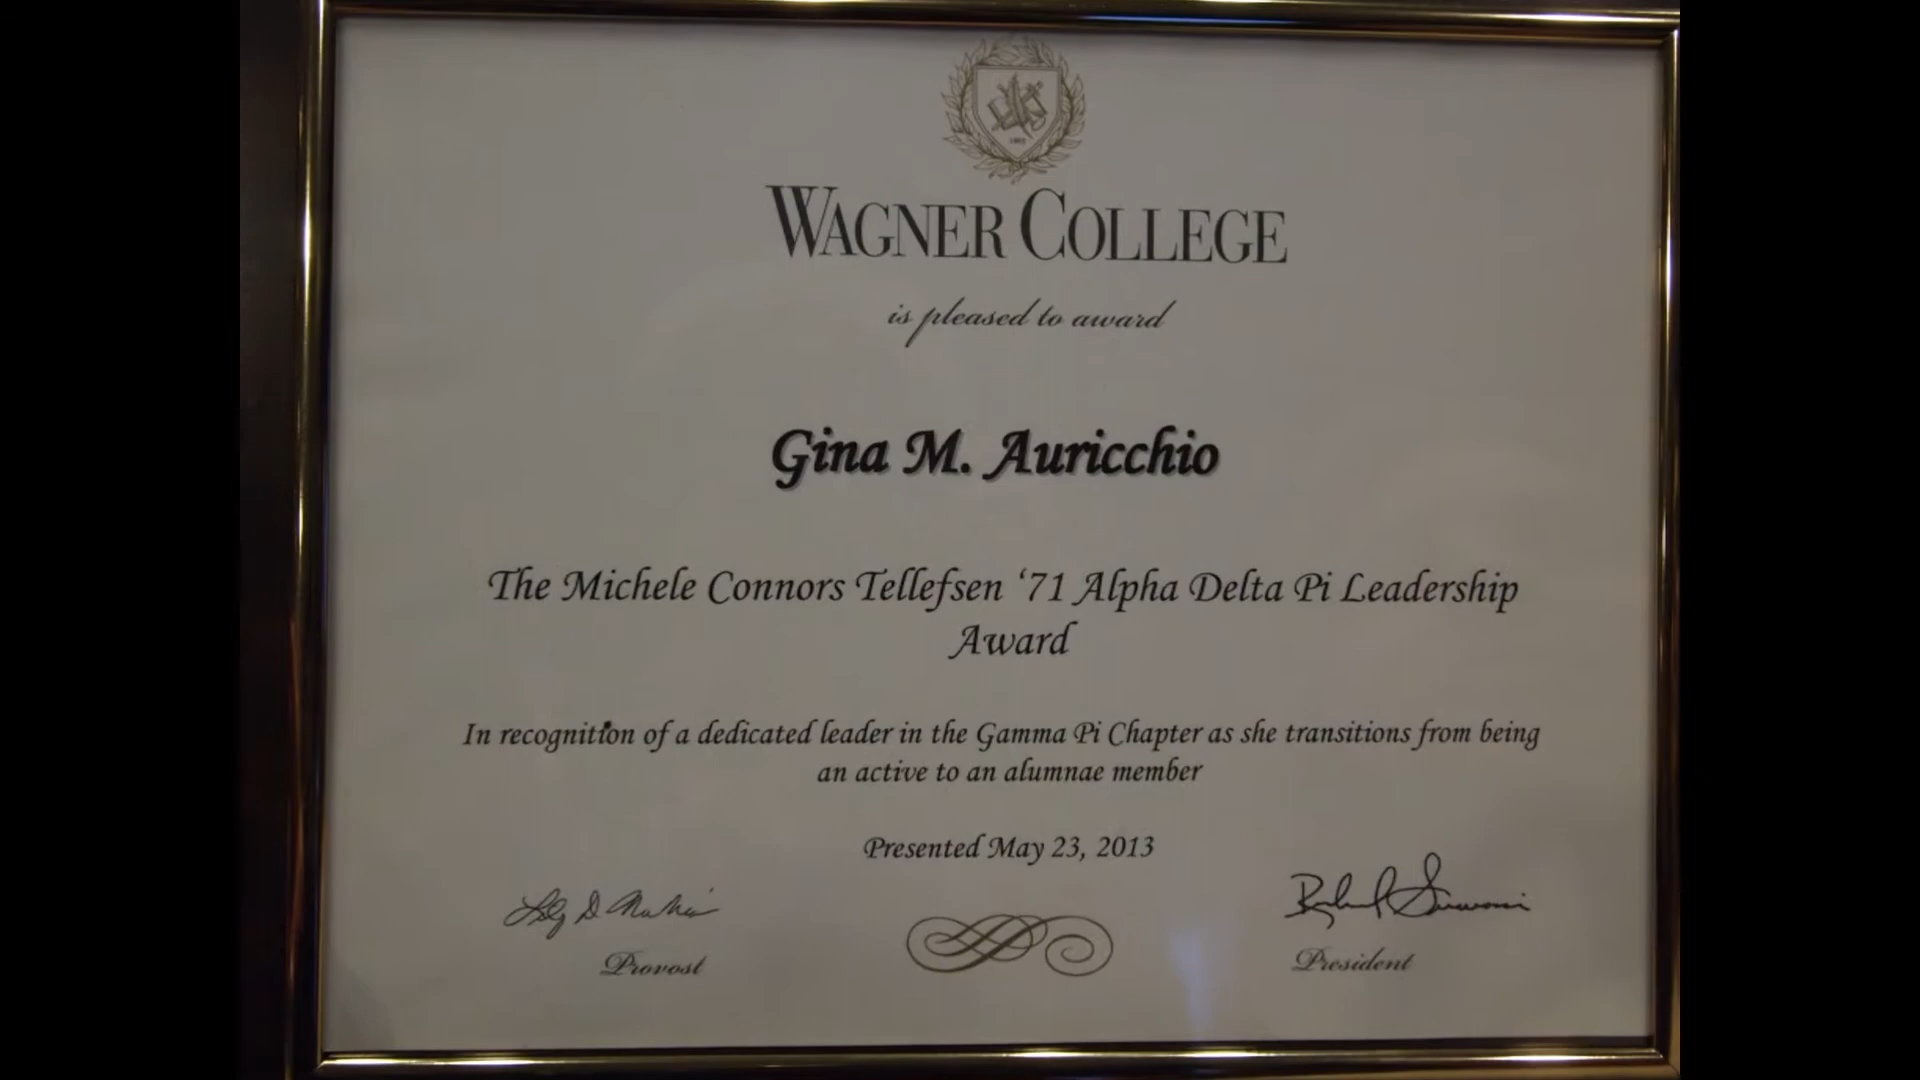 WAGNER COLLEGE
is pleased to award
Gina M. Auricchio
The Michele Connors Tellefsen ‘71 Alpha Delta Pi Leadership
Award
In recognition of a dedicated leader in the Gamma Pi Chapter as she transitions from being
an active to an alumnae member
Presented May 23, 2013
Provost
President